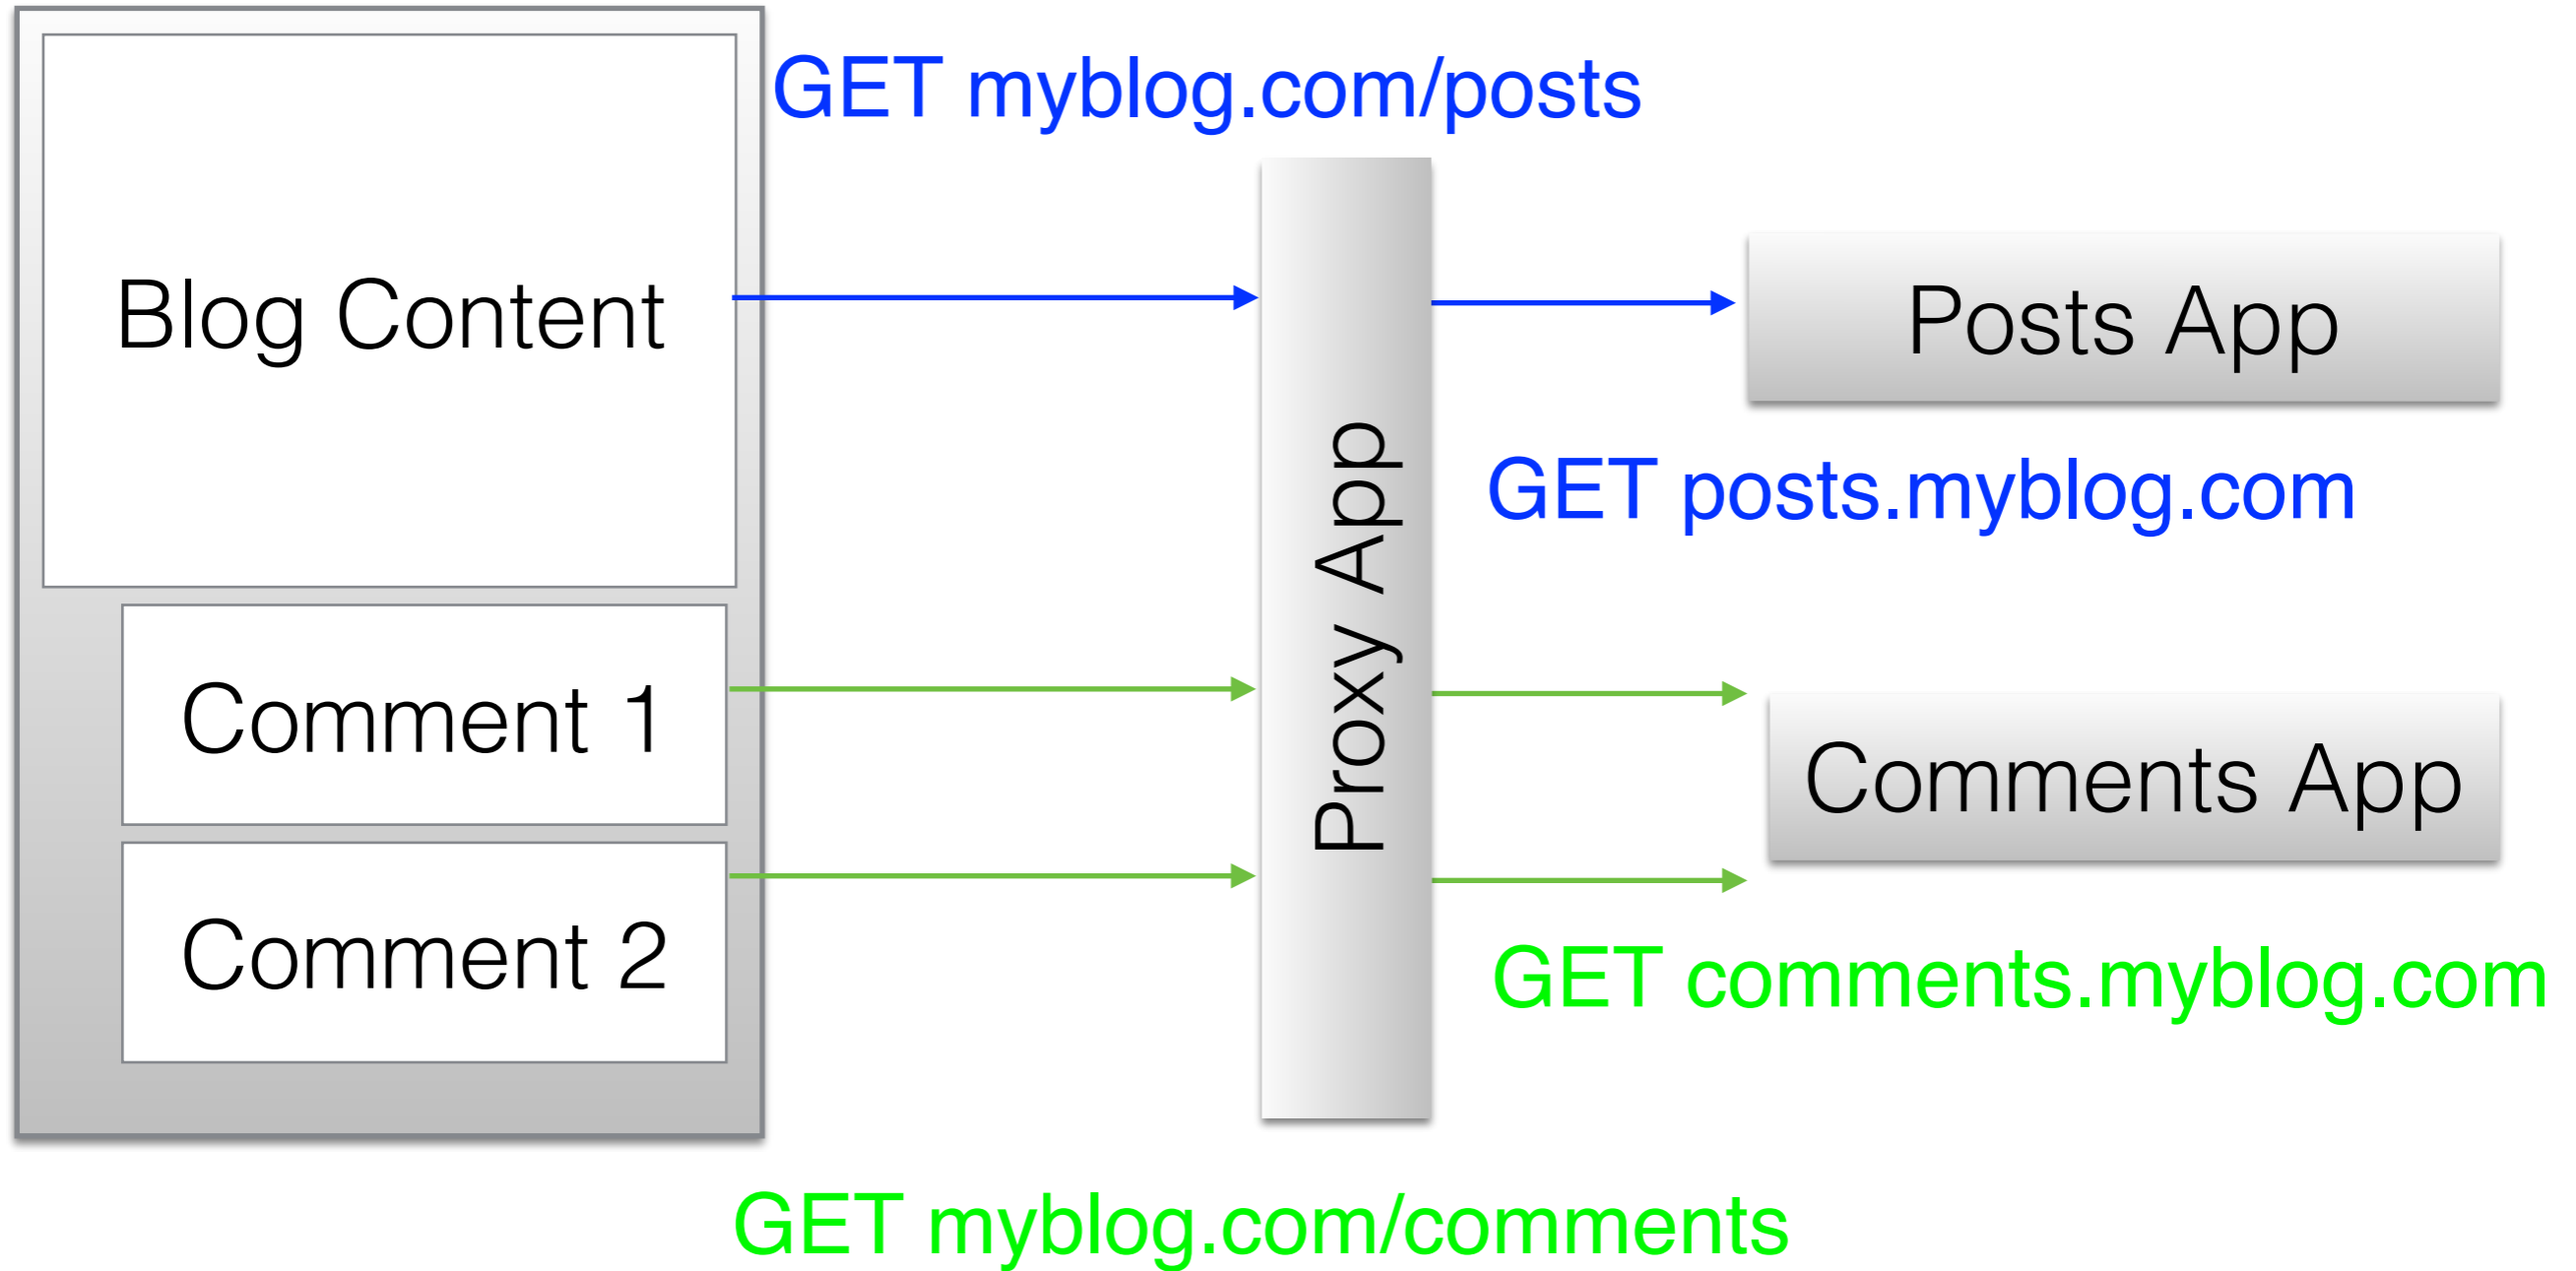 GET myblog.com/posts
Blog Content
Posts App
GET posts.myblog.com
Proxy App
Comment 1
Comments App
Comment 2
GET comments.myblog.com
GET myblog.com/comments